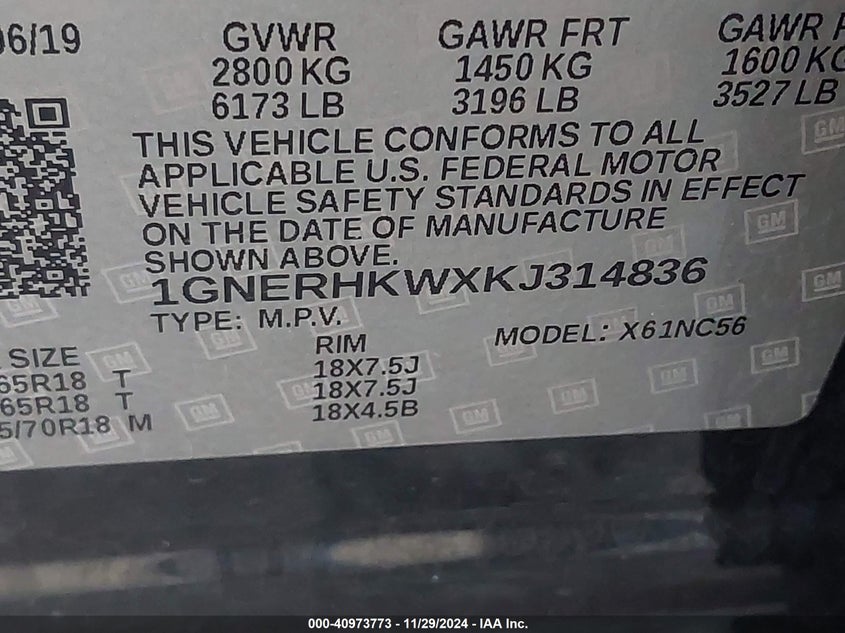 06/19 GVWR GAWR FRT GAWR
2800 KG 1450 KG 1600 KG
6173 LB 3196 LB 3527 LB
THIS VEHICLE CONFORMS TO ALL
APPLICABLE U.S. FEDERAL MOTOR
VEHICLE SAFETY STANDARDS IN EFFECT
ON THE DATE OF MANUFACTURE
SHOWN ABOVE.
1GNERHKWXKJ314836
TYPE: M.P.V. MODEL: X61NC56
SIZE RIM
65R18 T 18X7.5J
65R18 T 18X7.5J
5/70R18 M 18X4.5B
GM
000-40973773 - 11/29/2024 - IAA Inc.